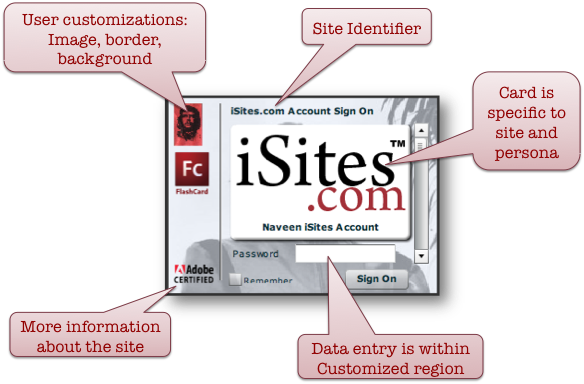 User customizations:
Image, border,
background
Site Identifier
Card is
specific to
site and
persona
iSites.com Account Sign On
iSites™
.com
Naveen iSites Account
Fc
FlashCard
Password
Remember
Sign On
Adobe
CERTIFIED
More information
about the site
Data entry is within
Customized region